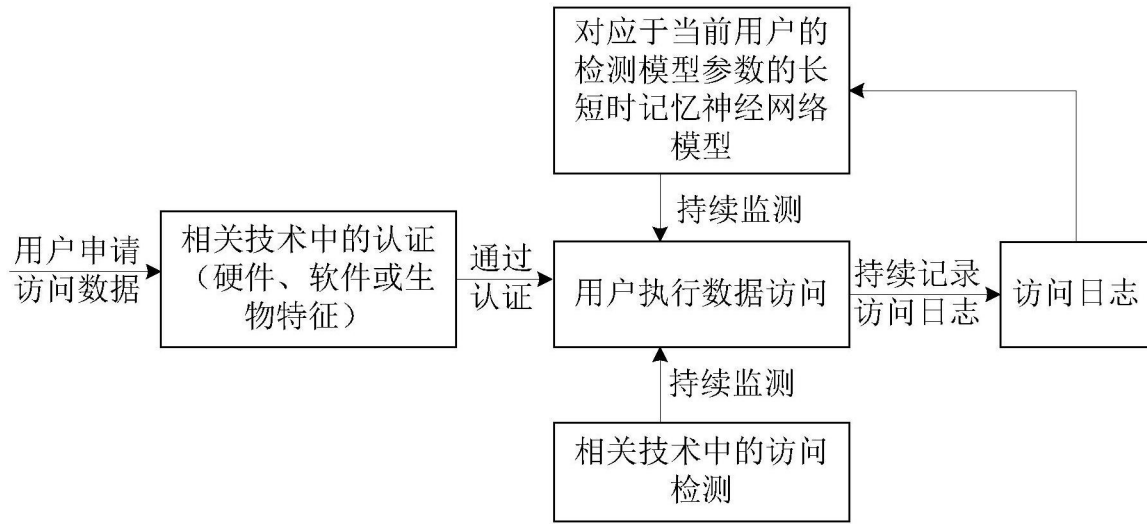 对应于当前用户的
检测模型参数的长
短时记忆神经网络
模型
持续监测
用户申请
访问数据
相关技术中的认证
（硬件、软件或生
物特征）
通过
认证
用户执行数据访问
持续记录
访问日志
访问日志
持续监测
相关技术中的访问
检测